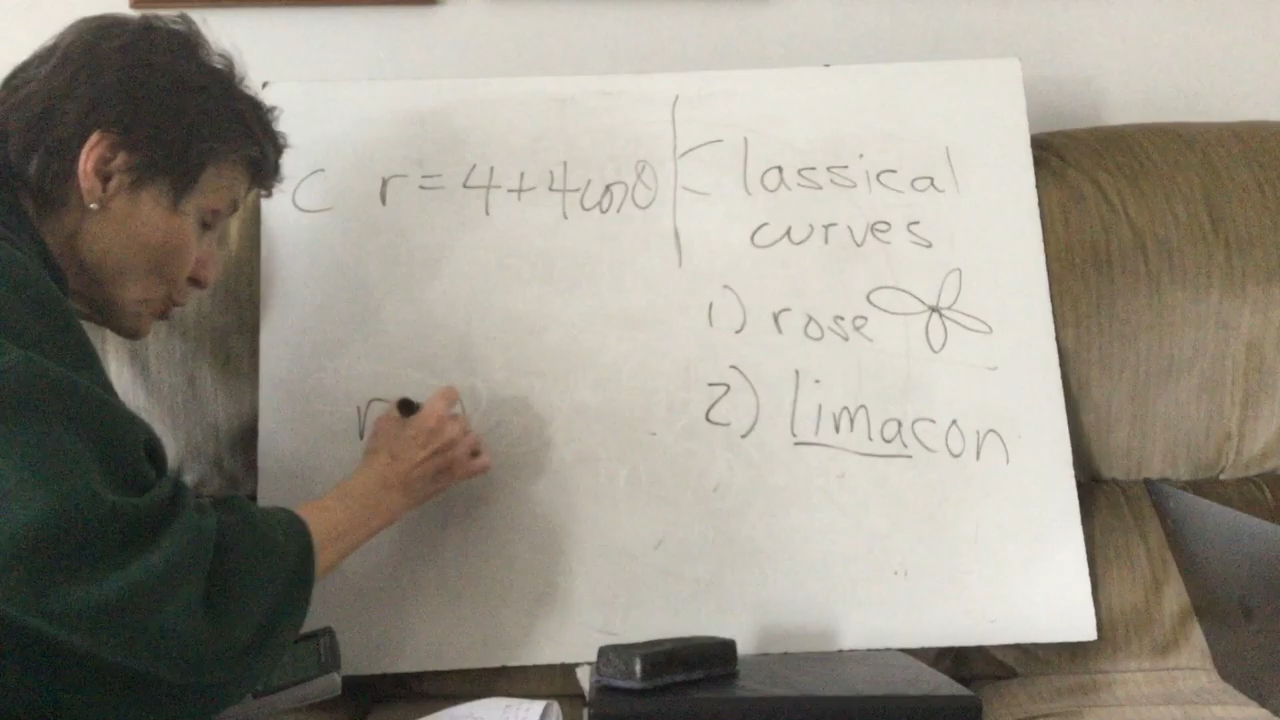 C r=4+4cosθ
Classical
curves
1) rose
2) limacon
r